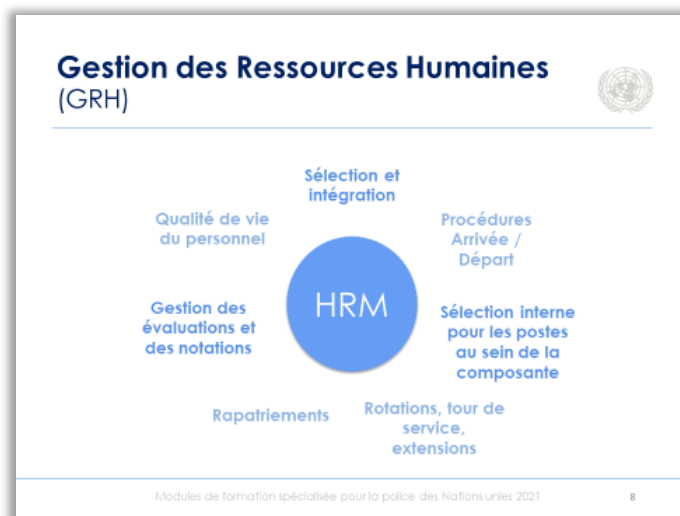 Gestion des Ressources Humaines
(GRH)
Sélection et
intégration
Qualité de vie
du personnel
Procédures
Arrivée /
Départ
HRM
Gestion des
évaluations et
des notations
Sélection interne
pour les postes
au sein de la
composante
Rapatriements
Rotations, tour de
service,
extensions
Modules de formation spécialisée pour la police des Nations unies 2021
8